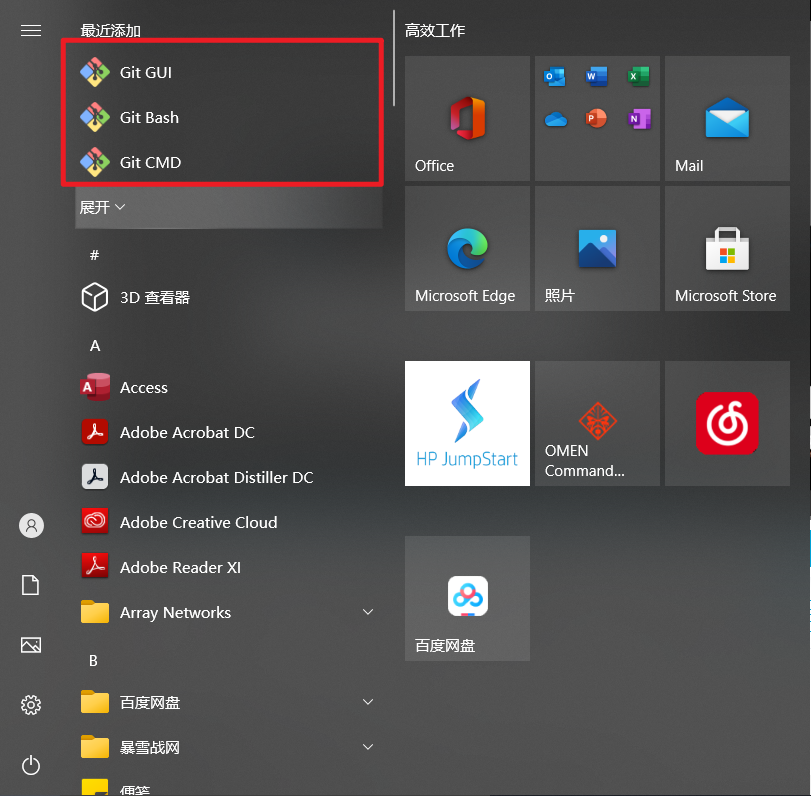 最近添加
Git GUI
Git Bash
Git CMD
展开
#
3D 查看器
A
Access
Adobe Acrobat DC
Adobe Acrobat Distiller DC
Adobe Creative Cloud
Adobe Reader XI
Array Networks
B
百度网盘
暴雪战网
便笺
高效工作
Office
Mail
Microsoft Edge
照片
Microsoft Store
HP JumpStart
OMEN
Command...
百度网盘